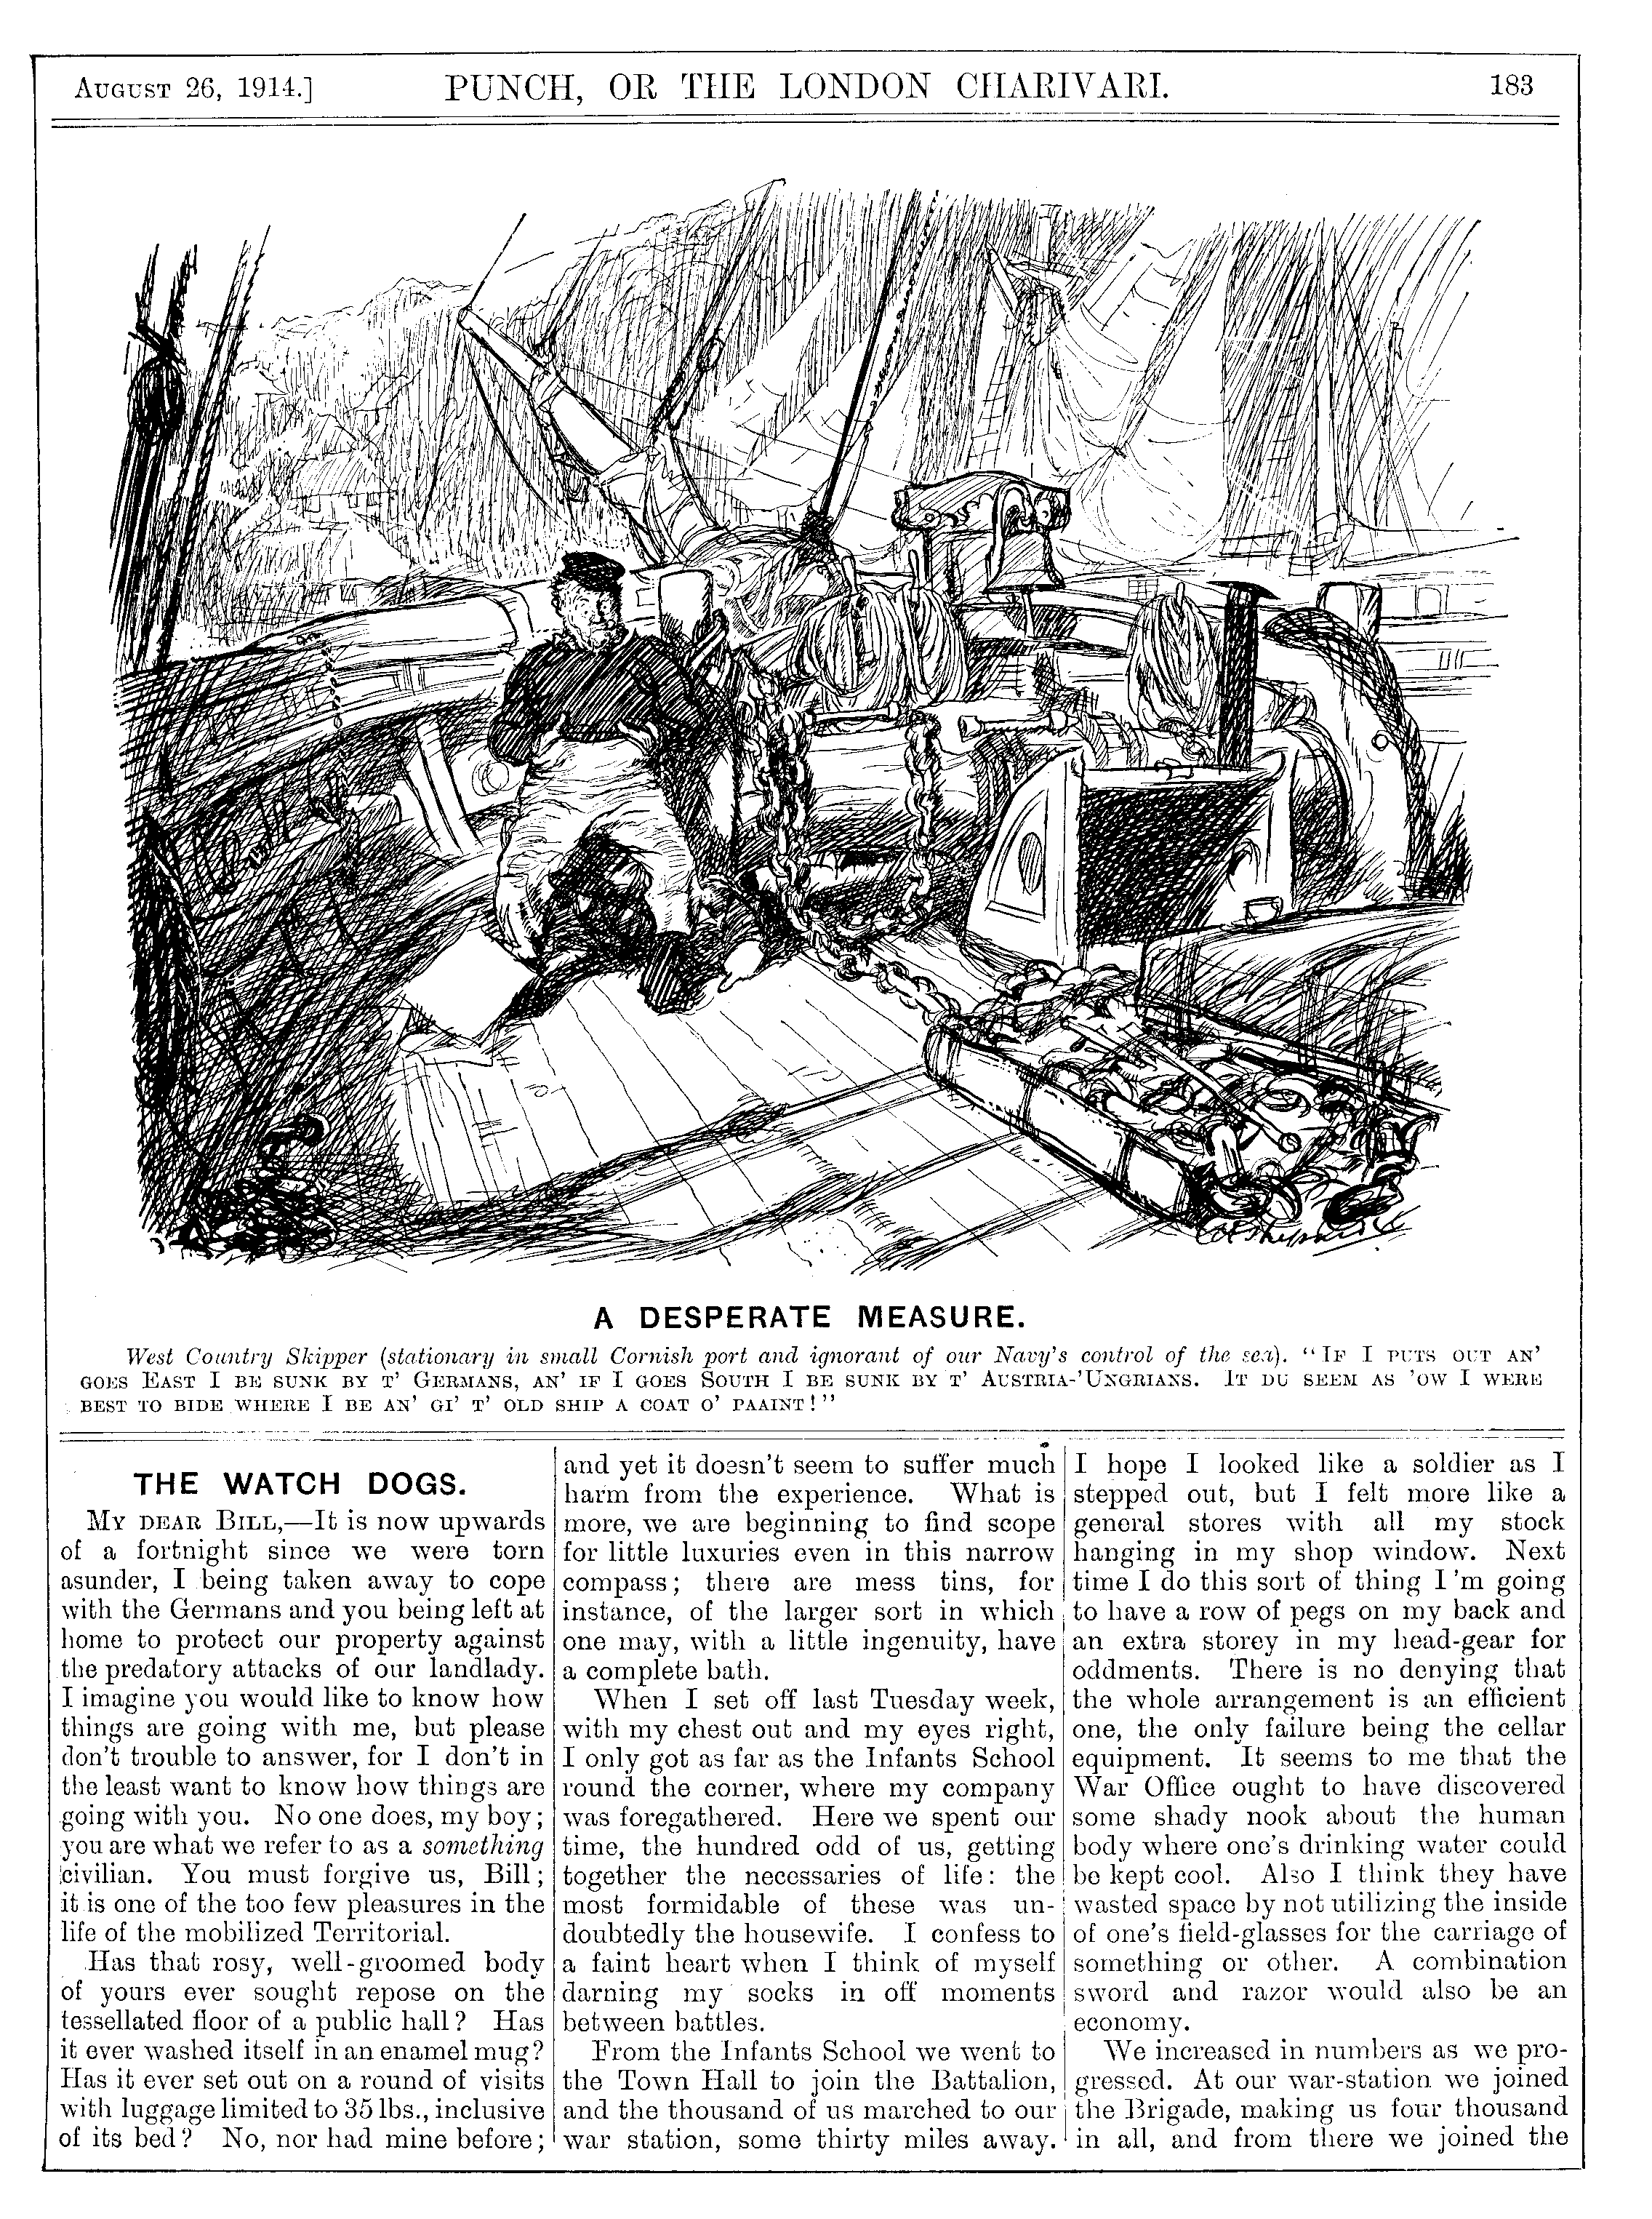 AUGUST 26, 1914.] PUNCH, OR THE LONDON CHARIVARI. 183
A DESPERATE MEASURE.
West Country Skipper (stationary in small Cornish port and ignorant of our Navy's control of the sea). "IF I PUTS OUT AN'
GOES EAST I BE SUNK BY T' GERMANS, AN' IF I GOES SOUTH I BE SUNK BY T' AUSTRIA-'UNGRIANS. IT DU SEEM AS 'OW I WERE
BEST TO BIDE WHERE I BE AN' GI' T' OLD SHIP A COAT O' PAAINT!"
THE WATCH DOGS.
MY DEAR BILL,—It is now upwards
of a fortnight since we were torn
asunder, I being taken away to cope
with the Germans and you being left at
home to protect our property against
the predatory attacks of our landlady.
I imagine you would like to know how
things are going with me, but please
don't trouble to answer, for I don't in
the least want to know how things are
going with you. No one does, my boy;
you are what we refer to as a something
civilian. You must forgive us, Bill;
it is one of the too few pleasures in the
life of the mobilized Territorial.
Has that rosy, well-groomed body
of yours ever sought repose on the
tessellated floor of a public hall? Has
it ever washed itself in an enamel mug?
Has it ever set out on a round of visits
with luggage limited to 35 lbs., inclusive
of its bed? No, nor had mine before;
and yet it doesn't seem to suffer much
harm from the experience. What is
more, we are beginning to find scope
for little luxuries even in this narrow
compass; there are mess tins, for
instance, of the larger sort in which
one may, with a little ingenuity, have
a complete bath.
When I set off last Tuesday week,
with my chest out and my eyes right,
I only got as far as the Infants School
round the corner, where my company
was foregathered. Here we spent our
time, the hundred odd of us, getting
together the necessaries of life: the
most formidable of these was un-
doubtedly the housewife. I confess to
a faint heart when I think of myself
darning my socks in off moments
between battles.
From the Infants School we went to
the Town Hall to join the Battalion,
and the thousand of us marched to our
war station, some thirty miles away.
I hope I looked like a soldier as I
stepped out, but I felt more like a
general stores with all my stock
hanging in my shop window. Next
time I do this sort of thing I'm going
to have a row of pegs on my back and
an extra storey in my head-gear for
oddments. There is no denying that
the whole arrangement is an efficient
one, the only failure being the cellar
equipment. It seems to me that the
War Office ought to have discovered
some shady nook about the human
body where one's drinking water could
be kept cool. Also I think they have
wasted space by not utilizing the inside
of one's field-glasses for the carriage of
something or other. A combination
sword and razor would also be an
economy.
We increased in numbers as we pro-
gressed. At our war-station we joined
the Brigade, making us four thousand
in all, and from there we joined the